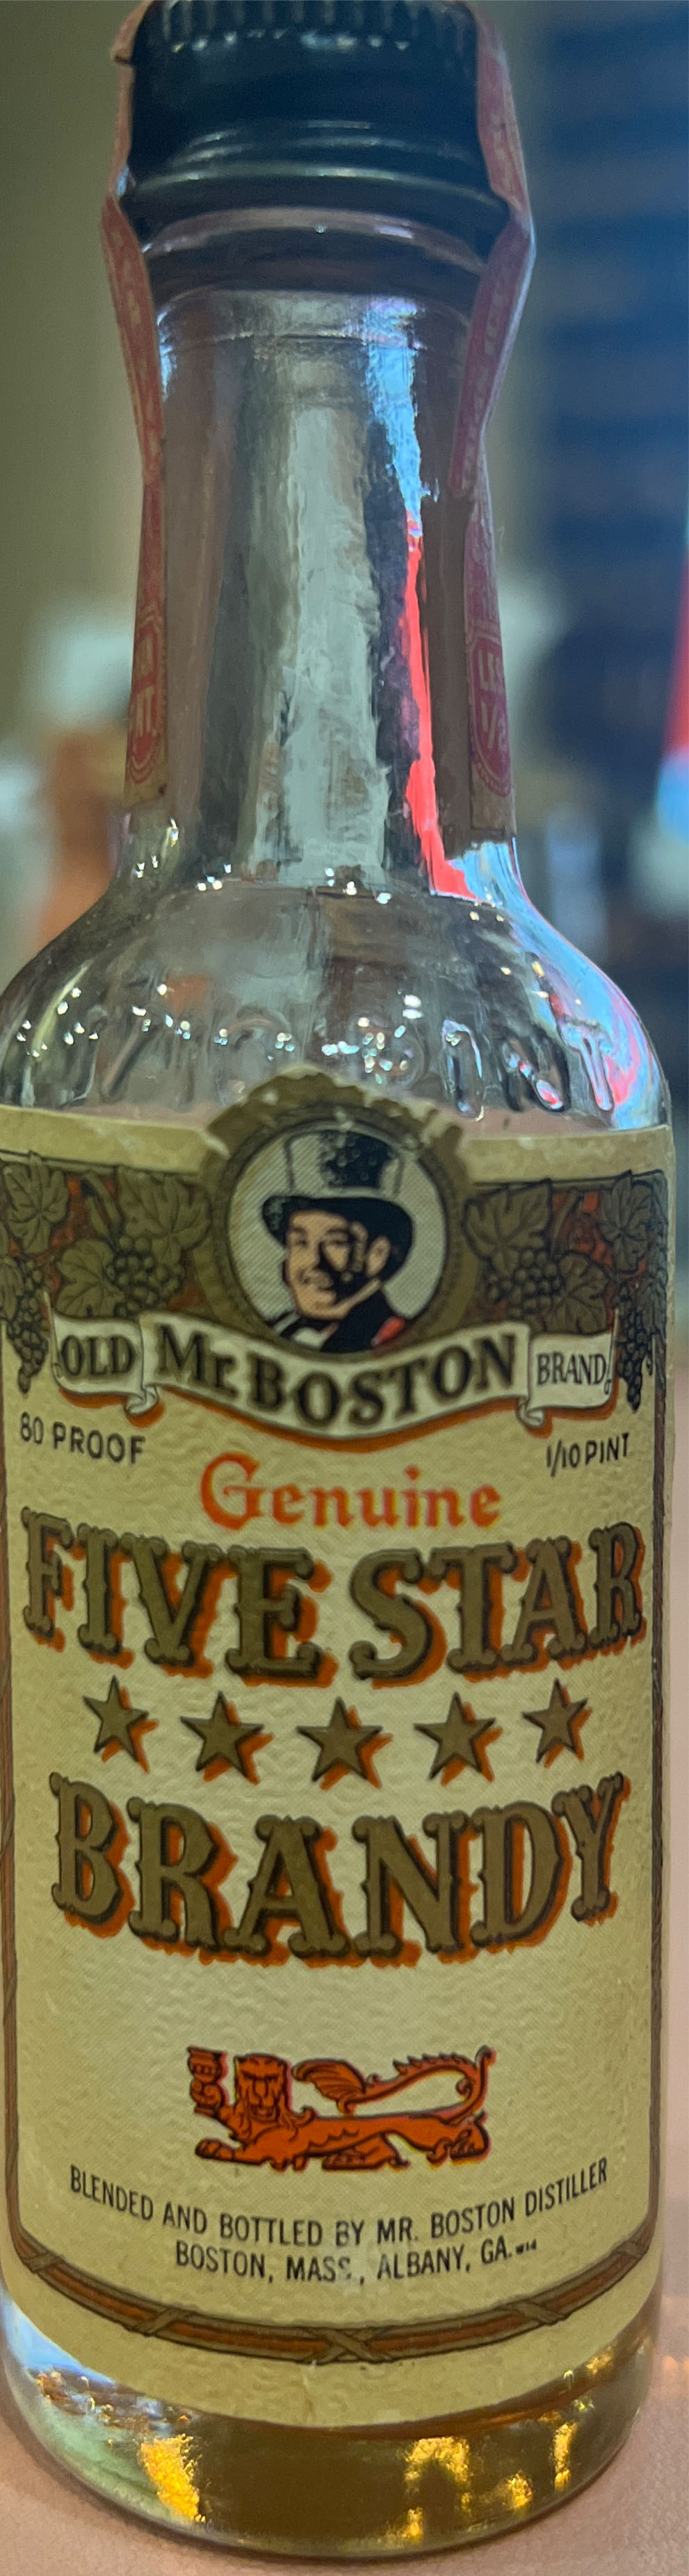 OLD Mr. BOSTON BRAND
80 PROOF
1/10 PINT
Genuine
FIVE STAR
BRANDY
BLENDED AND BOTTLED BY MR. BOSTON DISTILLER
BOSTON, MASS., ALBANY, GA.